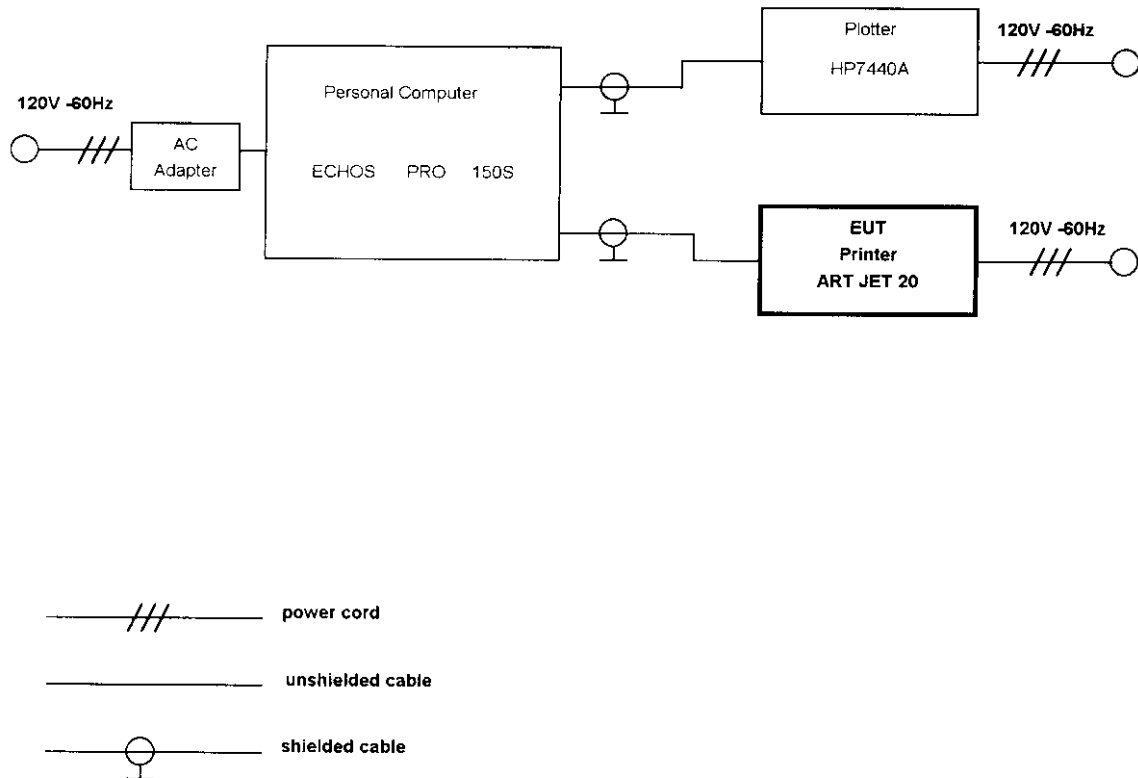 Plotter
HP7440A
120V -60Hz
Personal Computer
ECHOS PRO 150S
120V -60Hz
AC
Adapter
EUT
Printer
ART JET 20
120V -60Hz
power cord
unshielded cable
shielded cable